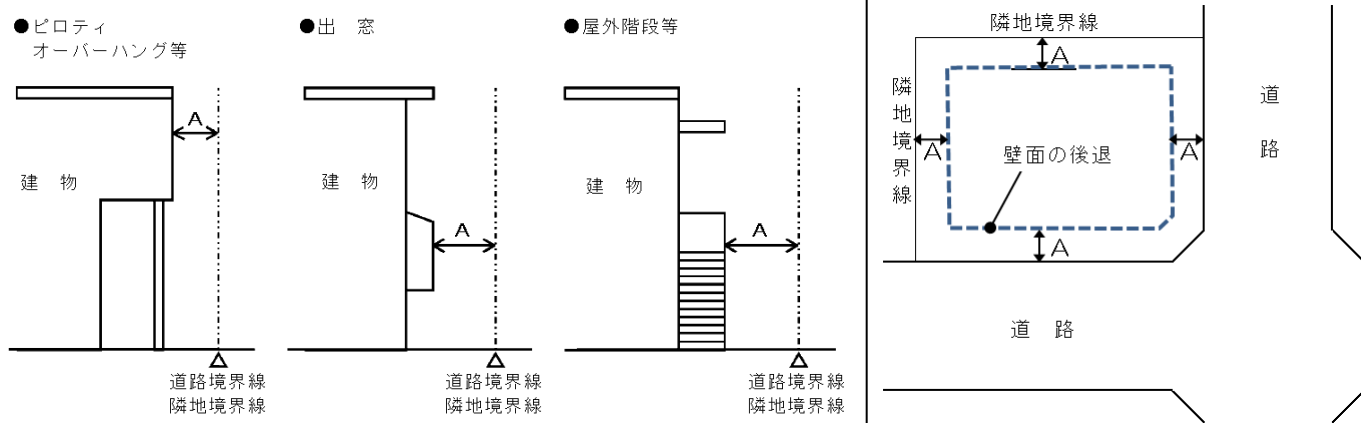 ●ピロティ
オーバーハング等
A
建 物
道路境界線
隣地境界線
●出 窓
建 物
A
道路境界線
隣地境界線
●屋外階段等
建 物
A
道路境界線
隣地境界線
隣地境界線
A
隣地境界線
A
A
壁面の後退
A
道路
道 路